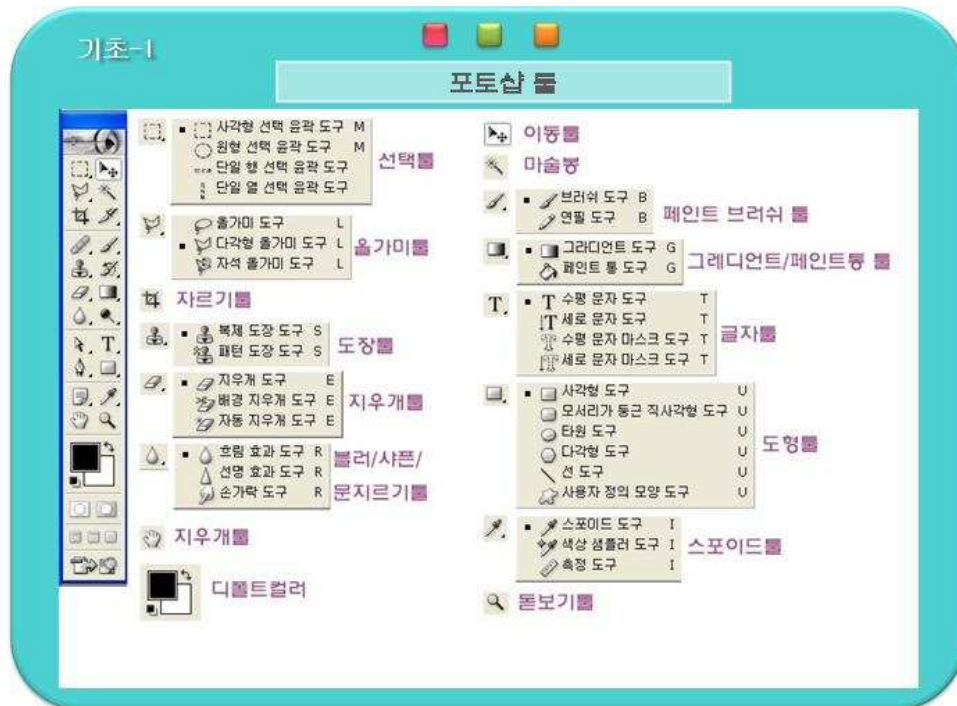 기초-1
포토샵 툴
사각형 선택 윤곽 도구 M
원형 선택 윤곽 도구 M
단일 행 선택 윤곽 도구
단일 열 선택 윤곽 도구
선택툴
올가미 도구 L
다각형 올가미 도구 L
자석 올가미 도구 L
올가미툴
자르기툴
복제 도장 도구 S
패턴 도장 도구 S
도장툴
지우개 도구 E
배경 지우개 도구 E
자동 지우개 도구 E
지우개툴
흐림 효과 도구 R
선명 효과 도구 R
손가락 도구 R
블러/샤픈/
문지르기툴
지우개툴
디폴트컬러
이동툴
마술봉
브러쉬 도구 B
연필 도구 B
페인트 브러쉬 툴
그라디언트 도구 G
페인트 통 도구 G
그레디언트/페인트통 툴
T
T 수평 문자 도구 T
T 세로 문자 도구 T
수평 문자 마스크 도구 T
세로 문자 마스크 도구 T
글자툴
사각형 도구 U
모서리가 둥근 직사각형 도구 U
타원 도구 U
다각형 도구 U
선 도구 U
사용자 정의 모양 도구 U
도형툴
스포이드 도구 I
색상 샘플러 도구 I
측정 도구 I
스포이드툴
돋보기툴